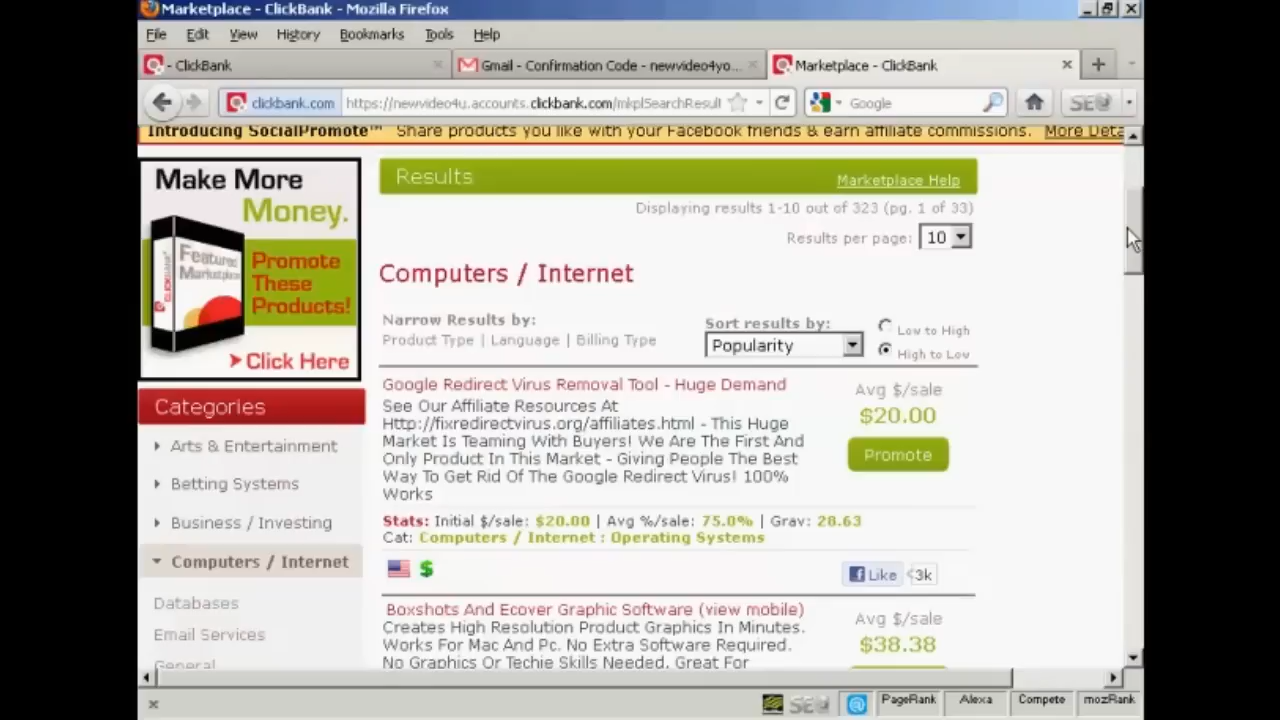 Marketplace - ClickBank - Mozilla Firefox
File Edit View History Bookmarks Tools Help
- ClickBank
Gmail - Confirmation Code - newvideo4yo...
Marketplace - ClickBank
clickbank.com https://newvideo4u.accounts.clickbank.com/mkplSearchResult
Google
SE
Introducing SocialPromote™ Share products you like with your Facebook friends & earn affiliate commissions. More Deta
Make More
Money.
Featured
Marketplace
Promote
These
Products!
Click Here
Results
Marketplace Help
Displaying results 1-10 out of 323 (pg. 1 of 33)
Results per page: 10
Computers / Internet
Narrow Results by:
Product Type | Language | Billing Type
Sort results by:
Popularity
Low to High
High to Low
Categories
Arts & Entertainment
Betting Systems
Business / Investing
Computers / Internet
Databases
Email Services
General
Google Redirect Virus Removal Tool - Huge Demand
See Our Affiliate Resources At
Http://fixredirectvirus.org/affiliates.html - This Huge
Market Is Teaming With Buyers! We Are The First And
Only Product In This Market - Giving People The Best
Way To Get Rid Of The Google Redirect Virus! 100%
Works
Avg $/sale
$20.00
Promote
Stats: Initial $/sale: $20.00 | Avg %/sale: 75.0% | Grav: 28.63
Cat: Computers / Internet : Operating Systems
$
Like 3k
Boxshots And Ecover Graphic Software (view mobile)
Creates High Resolution Product Graphics In Minutes.
Works For Mac And Pc. No Extra Software Required.
No Graphics Or Techie Skills Needed. Great For
Avg $/sale
$38.38
SE
PageRank Alexa Compete mozRank